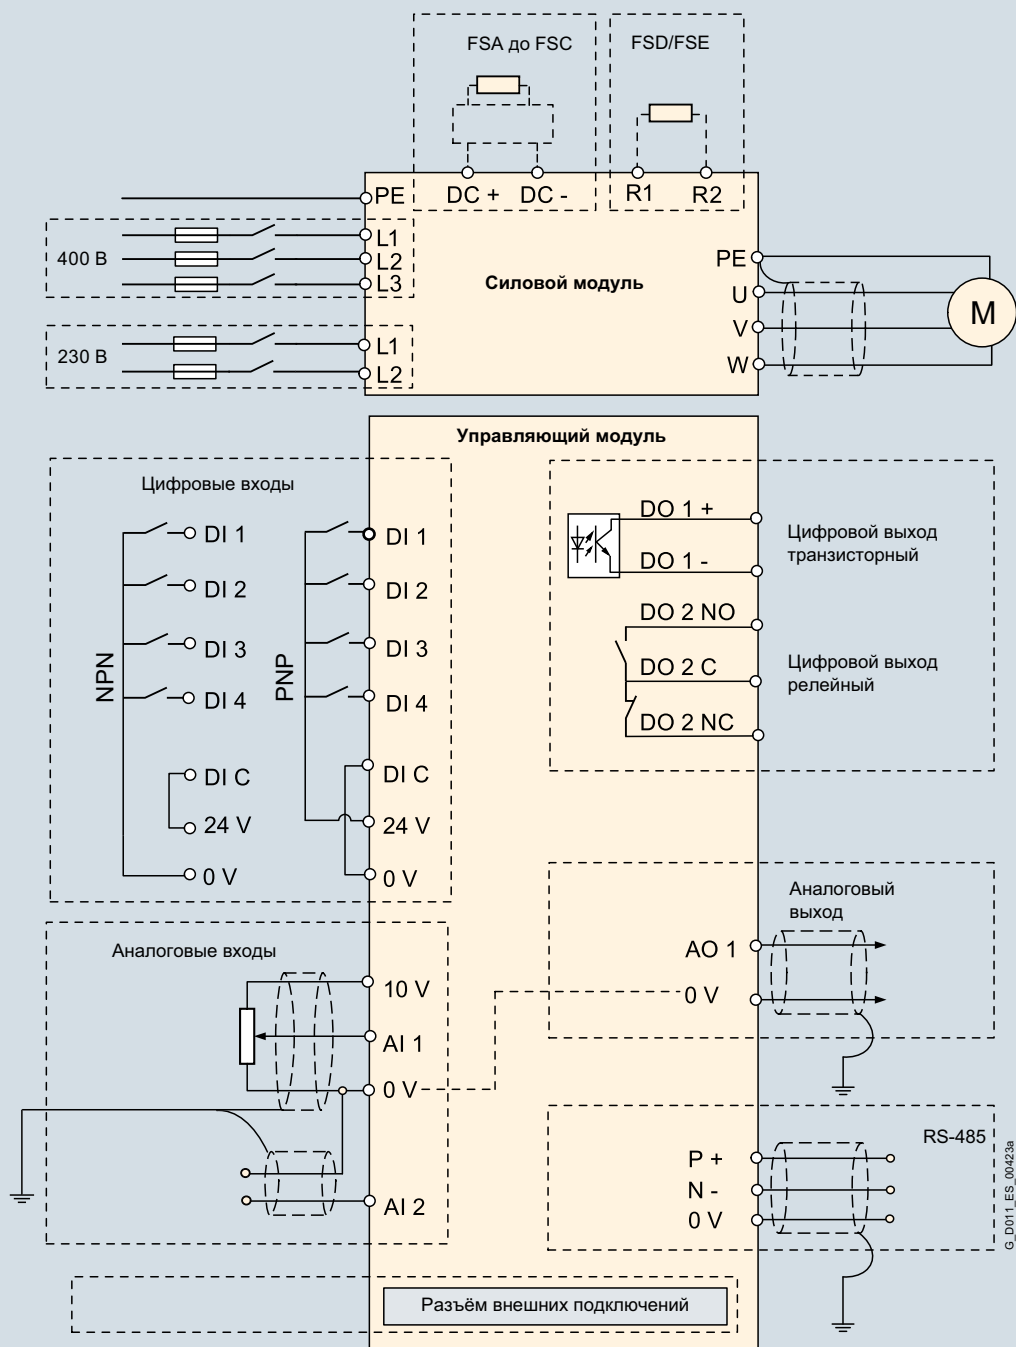 FSA до FSC
FSD/FSE
PE
DC +
DC -
R1
R2
400 В
L1
L2
L3
Силовой модуль
PE
U
V
W
M
230 В
L1
L2
Управляющий модуль
Цифровые входы
NPN
DI 1
DI 2
DI 3
DI 4
DI C
24 V
0 V
PNP
DI 1
DI 2
DI 3
DI 4
DI C
24 V
0 V
DO 1 +
DO 1 -
Цифровой выход
транзисторный
DO 2 NO
DO 2 C
DO 2 NC
Цифровой выход
релейный
Аналоговый
выход
AO 1
0 V
Аналоговые входы
10 V
AI 1
0 V
AI 2
RS-485
P +
N -
0 V
G_D011_ES_00423a
Разъём внешних подключений